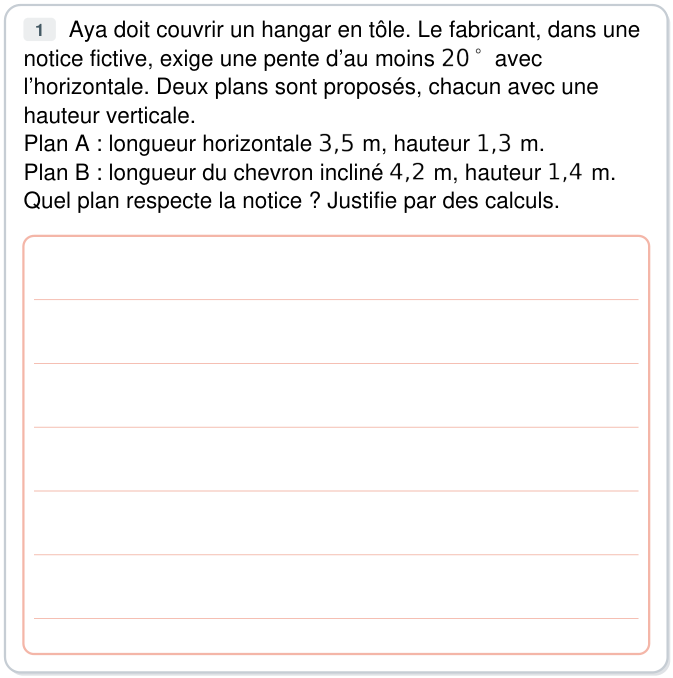 1 Aya doit couvrir un hangar en tôle. Le fabricant, dans une
notice fictive, exige une pente d'au moins 20° avec
l'horizontale. Deux plans sont proposés, chacun avec une
hauteur verticale.
Plan A : longueur horizontale 3,5 m, hauteur 1,3 m.
Plan B : longueur du chevron incliné 4,2 m, hauteur 1,4 m.
Quel plan respecte la notice ? Justifie par des calculs.